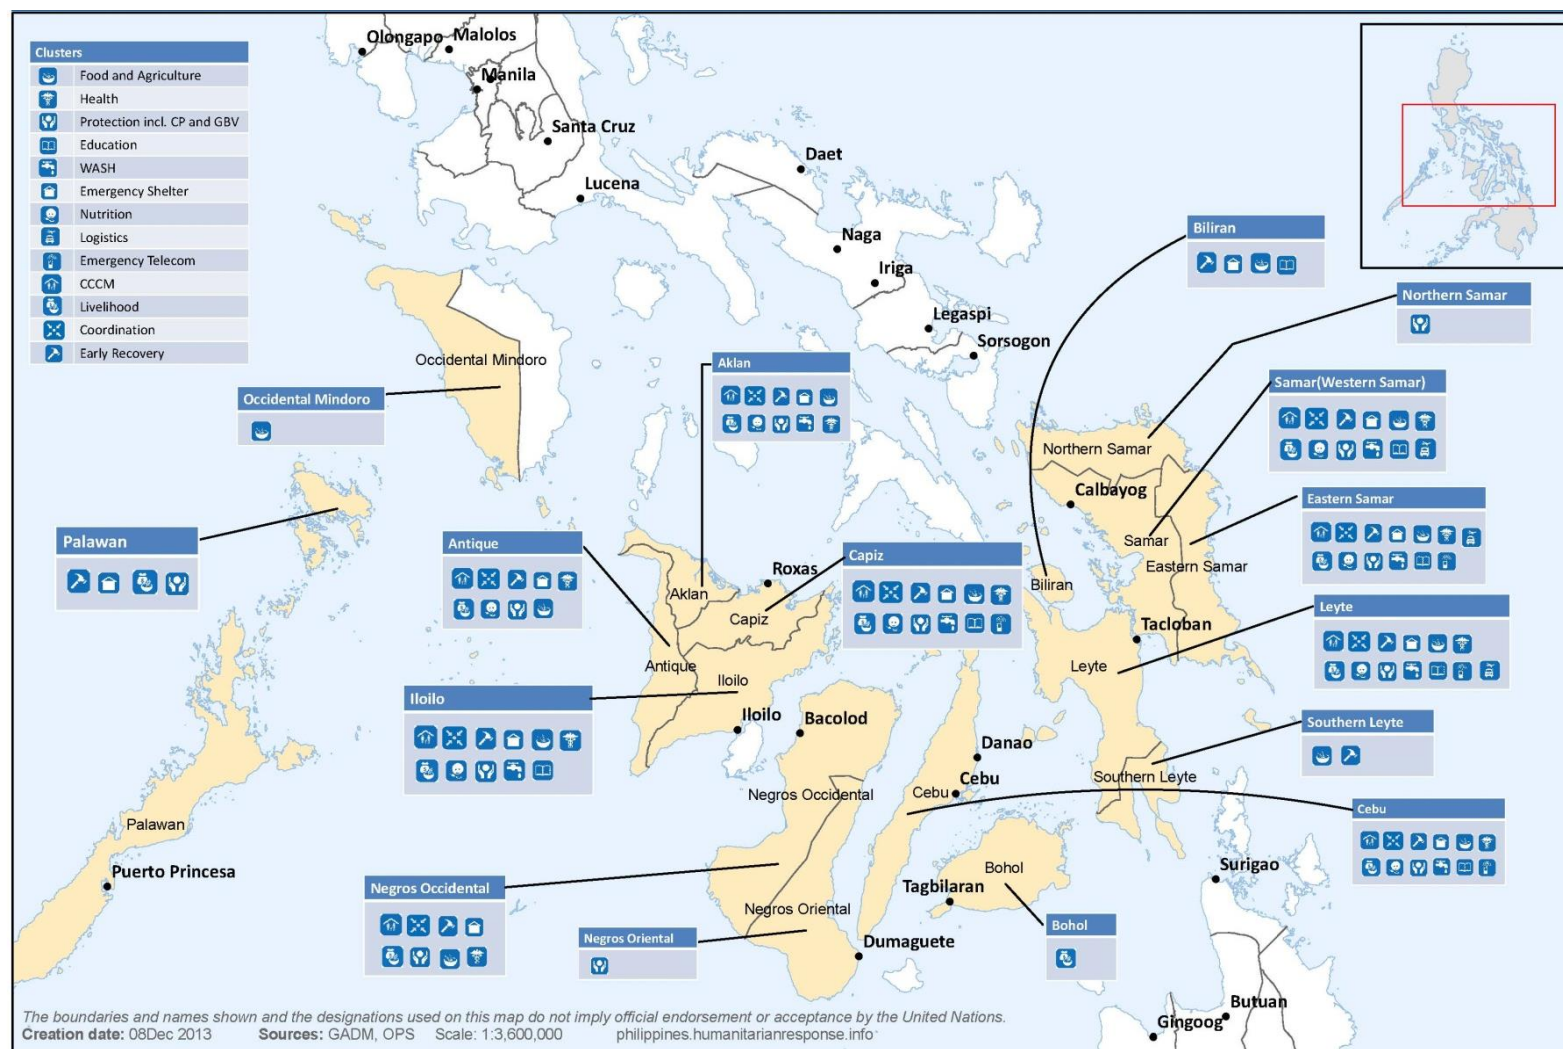 Clusters
Food and Agriculture
Health
Protection incl. CP and GBV
Education
WASH
Emergency Shelter
Nutrition
Logistics
Emergency Telecom
CCCM
Livelihood
Coordination
Early Recovery
Olongapo
Malolos
Manila
Santa Cruz
Lucena
Daet
Naga
Iriga
Legaspi
Sorsogon
Biliran
Northern Samar
Samar(Western Samar)
Eastern Samar
Leyte
Southern Leyte
Cebu
Bohol
Negros Oriental
Negros Occidental
Iloilo
Antique
Aklan
Capiz
Palawan
Occidental Mindoro
Occidental Mindoro
Northern Samar
Calbayog
Samar
Eastern Samar
Biliran
Tacloban
Leyte
Southern Leyte
Roxas
Aklan
Capiz
Antique
Iloilo
Iloilo
Bacolod
Danao
Cebu
Cebu
Negros Occidental
Negros Oriental
Bohol
Tagbilaran
Dumaguete
Palawan
Puerto Princesa
Surigao
Butuan
Gingoog
The boundaries and names shown and the designations used on this map do not imply official endorsement or acceptance by the United Nations.
Creation date: 08Dec 2013 Sources: GADM, OPS Scale: 1:3,600,000 philippines.humanitarianresponse.info